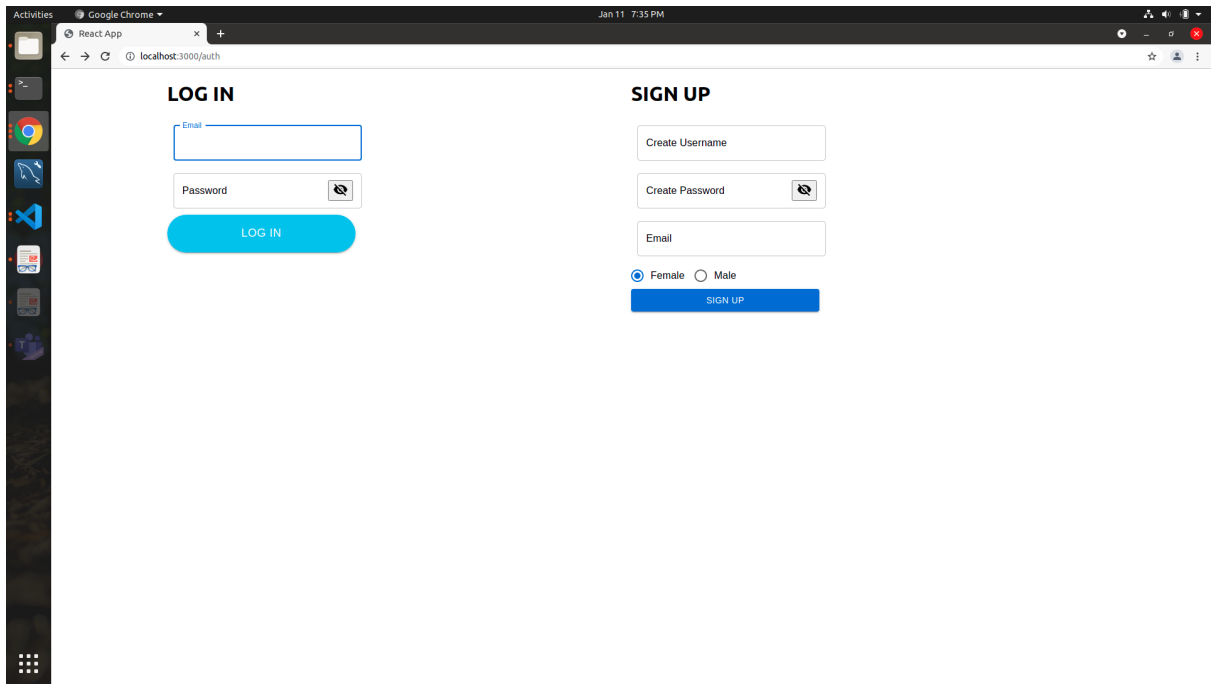 Activities Google Chrome Jan 11 7:35 PM
React App
localhost:3000/auth
LOG IN
Email
Password
LOG IN
SIGN UP
Create Username
Create Password
Email
Female Male
SIGN UP